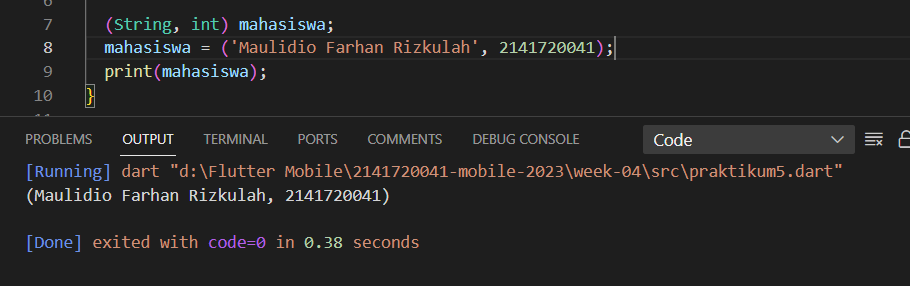 7 (String, int) mahasiswa;
8 mahasiswa = ('Maulidio Farhan Rizkulah', 2141720041);
9 print(mahasiswa);
10 }
PROBLEMS OUTPUT TERMINAL PORTS COMMENTS DEBUG CONSOLE Code
[Running] dart "d:\Flutter Mobile\2141720041-mobile-2023\week-04\src\praktikum5.dart"
(Maulidio Farhan Rizkulah, 2141720041)
[Done] exited with code=0 in 0.38 seconds